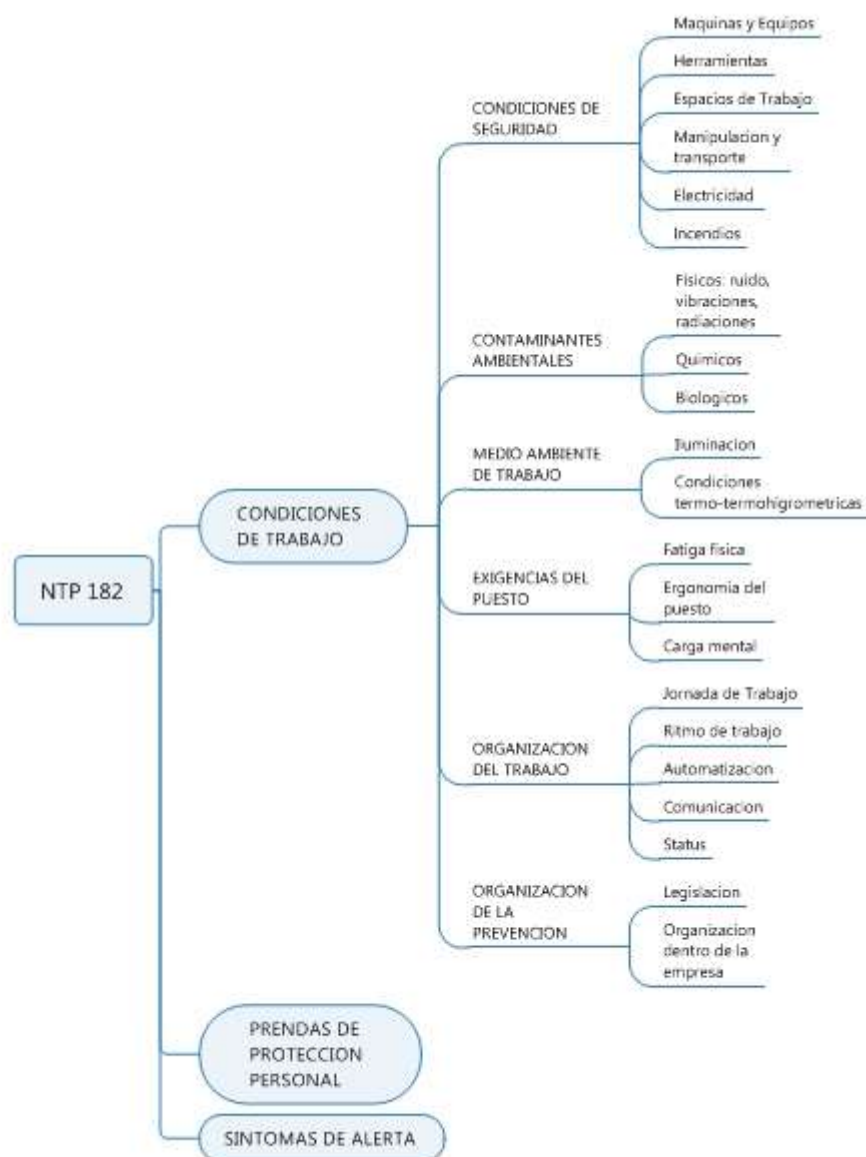 NTP 182
CONDICIONES
DE TRABAJO
CONDICIONES DE
SEGURIDAD
Maquinas y Equipos
Herramientas
Espacios de Trabajo
Manipulacion y
transporte
Electricidad
Incendios
CONTAMINANTES
AMBIENTALES
Fisicos: ruido,
vibraciones,
radiaciones
Quimicos
Biologicos
MEDIO AMBIENTE
DE TRABAJO
Iluminacion
Condiciones
termo-termohigrometricas
EXIGENCIAS DEL
PUESTO
Fatiga fisica
Ergonomia del
puesto
Carga mental
ORGANIZACION
DEL TRABAJO
Jornada de Trabajo
Ritmo de trabajo
Automatizacion
Comunicacion
Status
ORGANIZACION
DE LA
PREVENCION
Legislacion
Organizacion
dentro de la
empresa
PRENDAS DE
PROTECCION
PERSONAL
SINTOMAS DE ALERTA